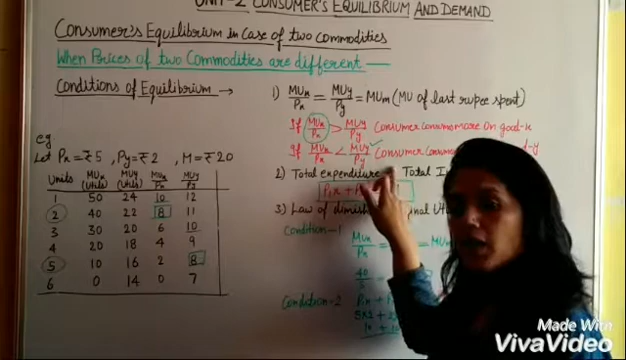 UNIT-2 CONSUMER'S EQUILIBRIUM AND DEMAND
Consumer's Equilibrium in Case of two Commodities
When Prices of two Commodities are different —
Conditions of Equilibrium →
1) MUx/Px = MUy/Py = MUm (MU of last rupee spent)
If MUx/Px > MUy/Py Consumer consume more on good-x
If MUx/Px < MUy/Py Consumer
2) Total expenditure = Total
3) Law of
Condition-1
MUx/Px =
40/5
Condition-2
5x2 +
10 +
eg
Let Px = ₹5, Py = ₹2, M = ₹20
Units MUx (Utils) MUy (Utils) MUx/Px MUy/Py
1 50 24 10 12
2 40 22 8 11
3 30 20 6 10
4 20 18 4 9
5 10 16 2 8
6 0 14 0 7
Made With
VivaVideo